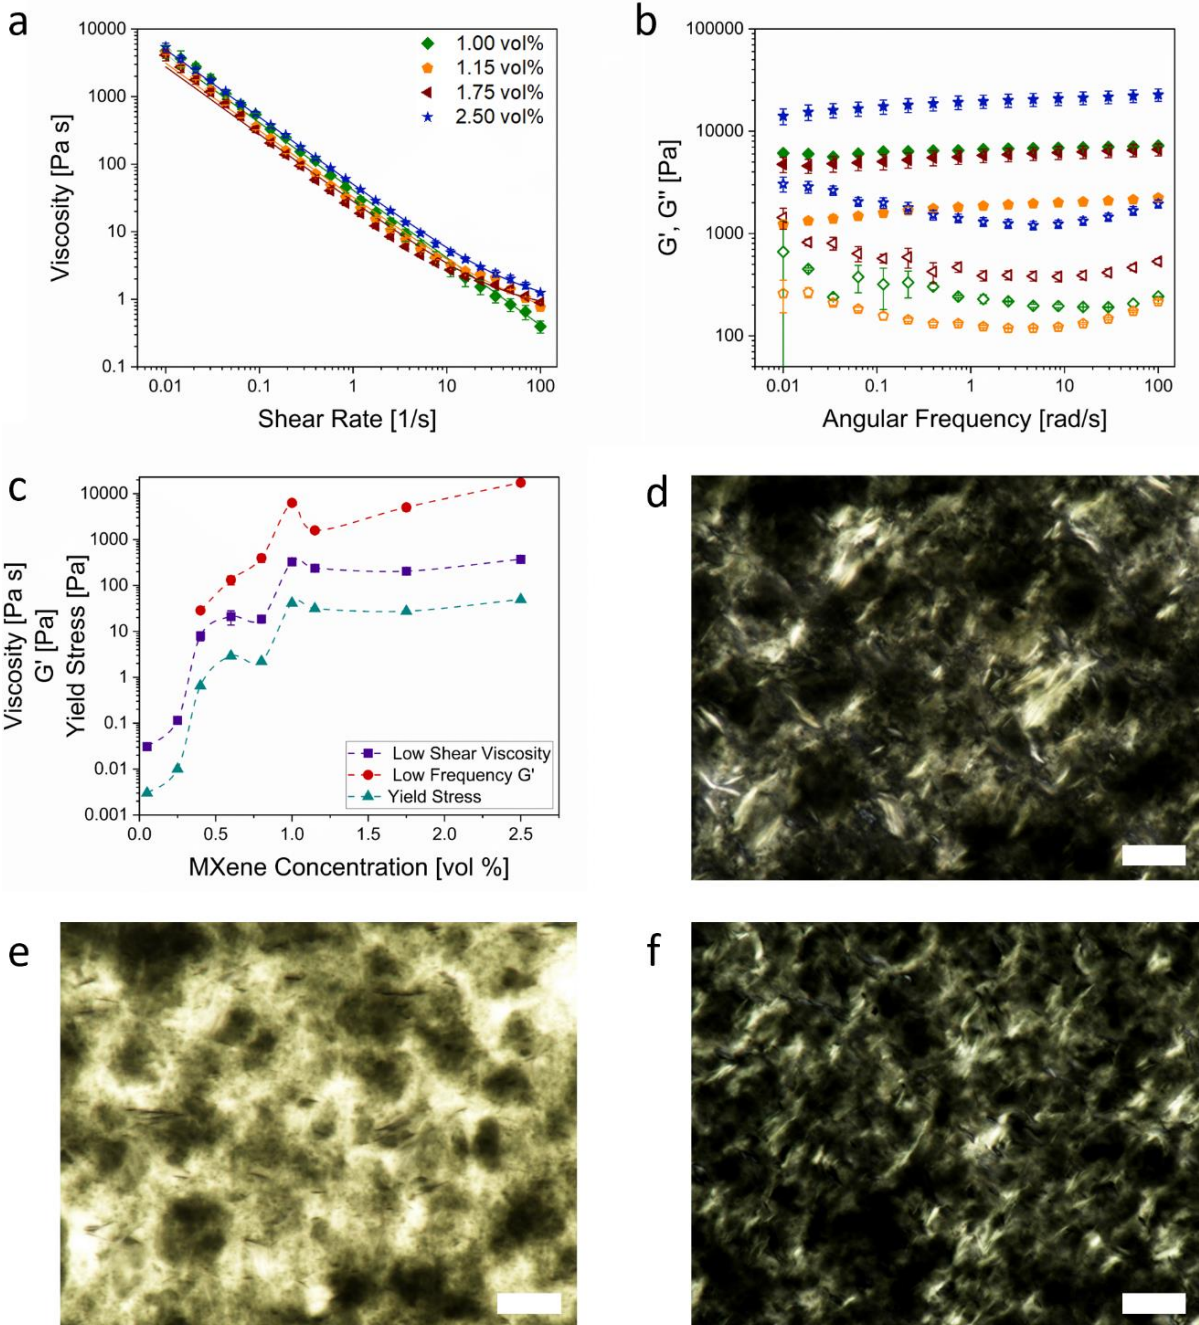 a
10000
1000
100
10
1
0.1
Viscosity [Pa s]
1.00 vol%
1.15 vol%
1.75 vol%
2.50 vol%
0.01 0.1 1 10 100
Shear Rate [1/s]
b
100000
10000
1000
100
G', G'' [Pa]
0.01 0.1 1 10 100
Angular Frequency [rad/s]
c
Viscosity [Pa s]
G' [Pa]
Yield Stress [Pa]
10000
1000
100
10
1
0.1
0.01
0.001
Low Shear Viscosity
Low Frequency G'
Yield Stress
0.0 0.5 1.0 1.5 2.0 2.5
MXene Concentration [vol %]
d
e
f